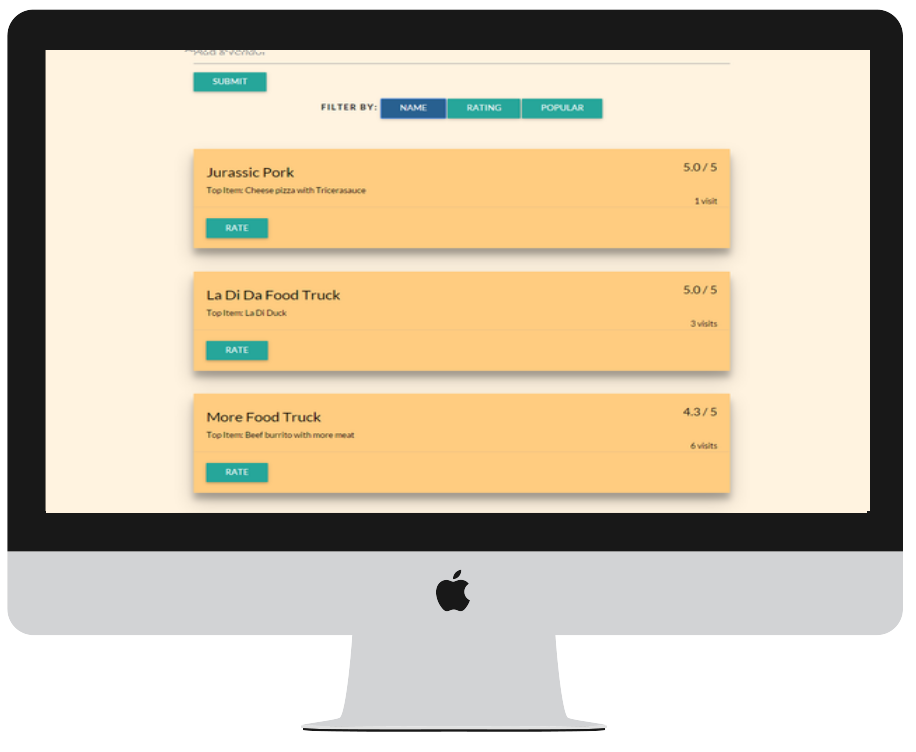 SUBMIT
FILTER BY: NAME RATING POPULAR
Jurassic Pork
5.0 / 5
Top Item: Cheese pizza with Tricerasauce
1 visit
RATE
La Di Da Food Truck
5.0 / 5
Top Item: La Di Duck
3 visits
RATE
More Food Truck
4.3 / 5
Top Item: Beef burrito with more meat
6 visits
RATE